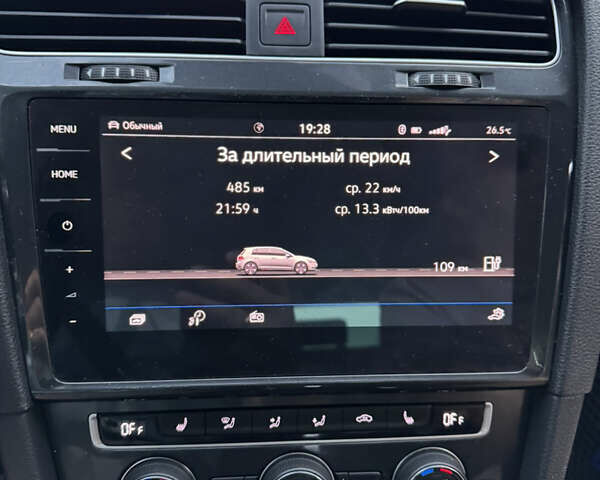 MENU
HOME
Обычный
19:28
26.5°C
За длительный период
485 км
ср. 22 км/ч
21:59 ч
ср. 13.3 кВтч/100км
109 км
OFF
OFF